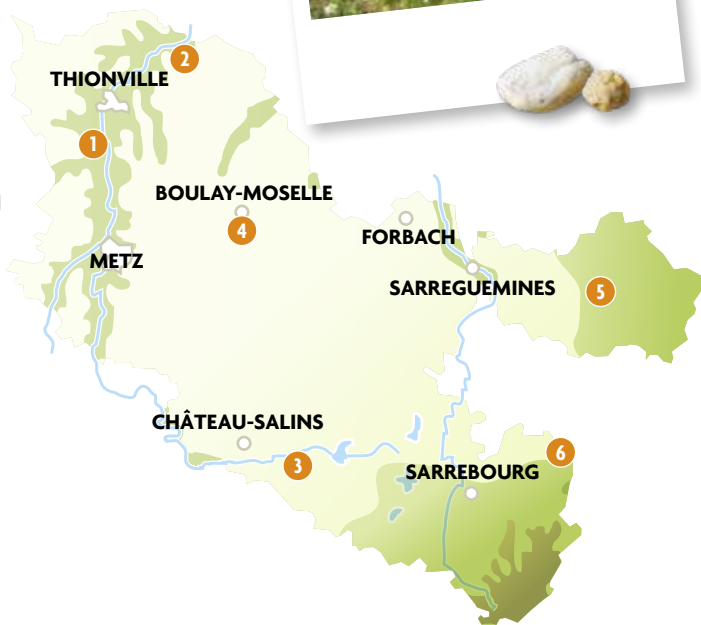 2
THIONVILLE
1
BOULAY-MOSELLE
4
FORBACH
METZ
SARREGUEMINES
5
CHÂTEAU-SALINS
3
6
SARREBOURG